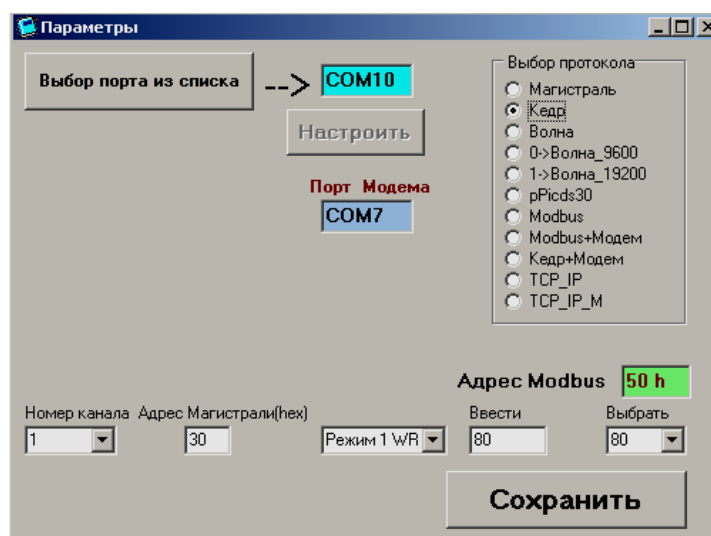 Параметры
Выбор порта из списка
-->
COM10
Настроить
Порт Модема
COM7
Выбор протокола
Магистраль
Кедр
Волна
0->Волна_9600
1->Волна_19200
pPicds30
Modbus
Modbus+Модем
Кедр+Модем
TCP_IP
TCP_IP_M
Адрес Modbus 50 h
Номер канала Адрес Магистрали(hex) Ввести Выбрать
1 30 Режим 1 WR 80 80
Сохранить